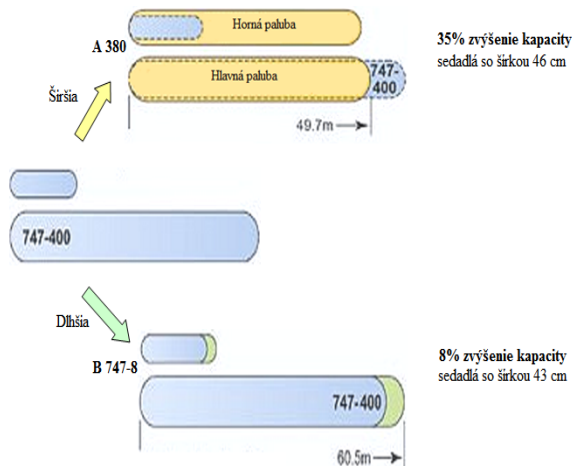 Horná paluba
A 380
Hlavná paluba
747-
400
35% zvýšenie kapacity
sedadlá so šírkou 46 cm
Širšia
49.7m
747-400
Dlhšia
B 747-8
747-400
8% zvýšenie kapacity
sedadlá so šírkou 43 cm
60.5m